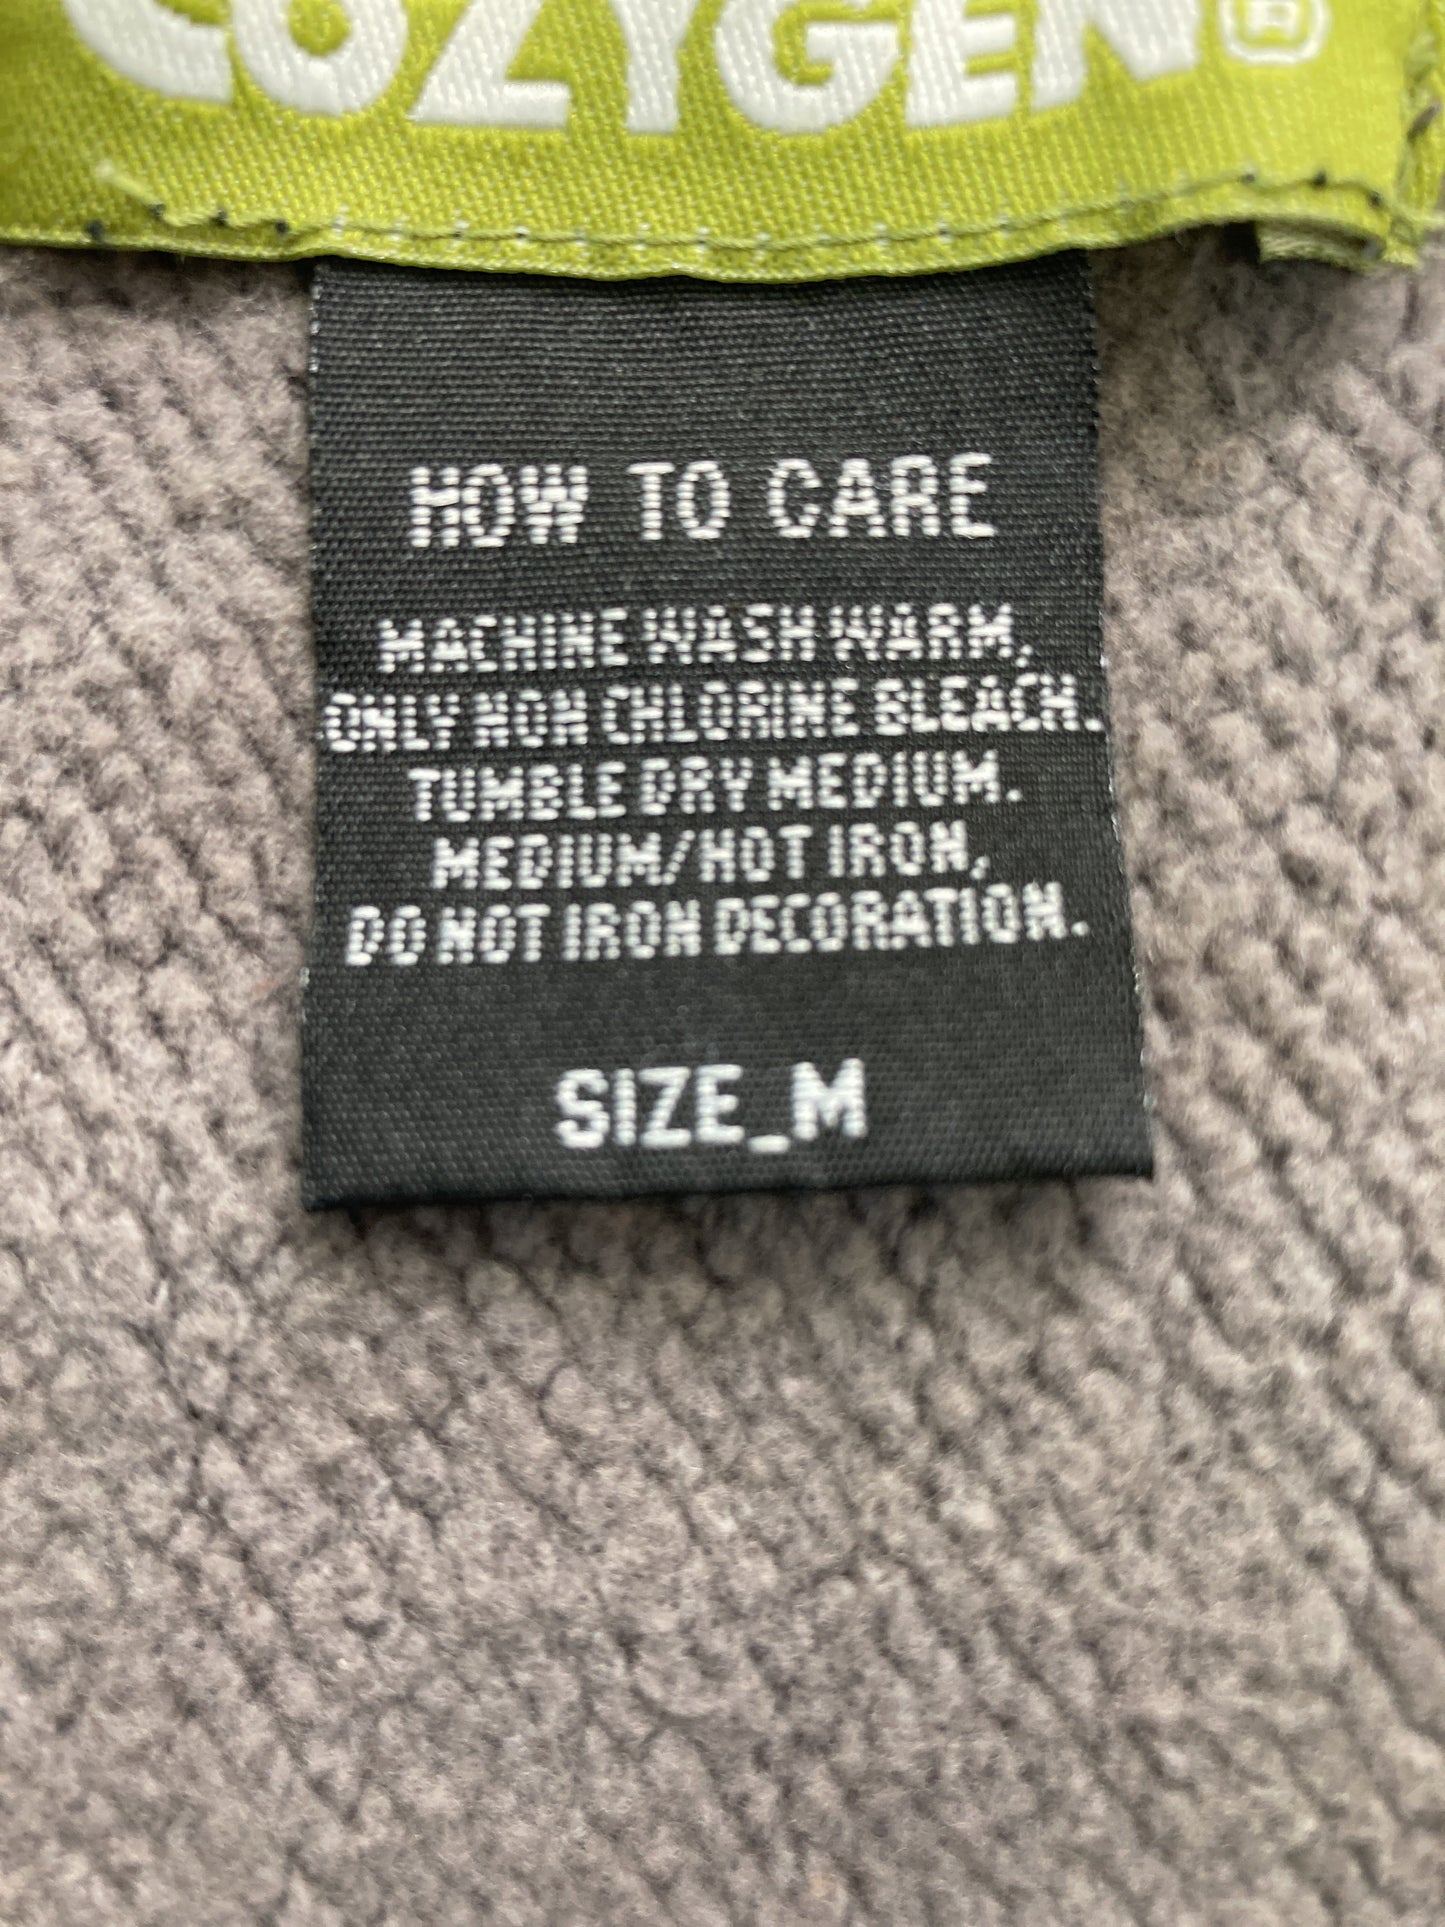 COZYGEN®
HOW TO CARE
MACHINE WASH WARM,
ONLY NON CHLORINE BLEACH.
TUMBLE DRY MEDIUM.
MEDIUM/HOT IRON,
DO NOT IRON DECORATION.
SIZE_M